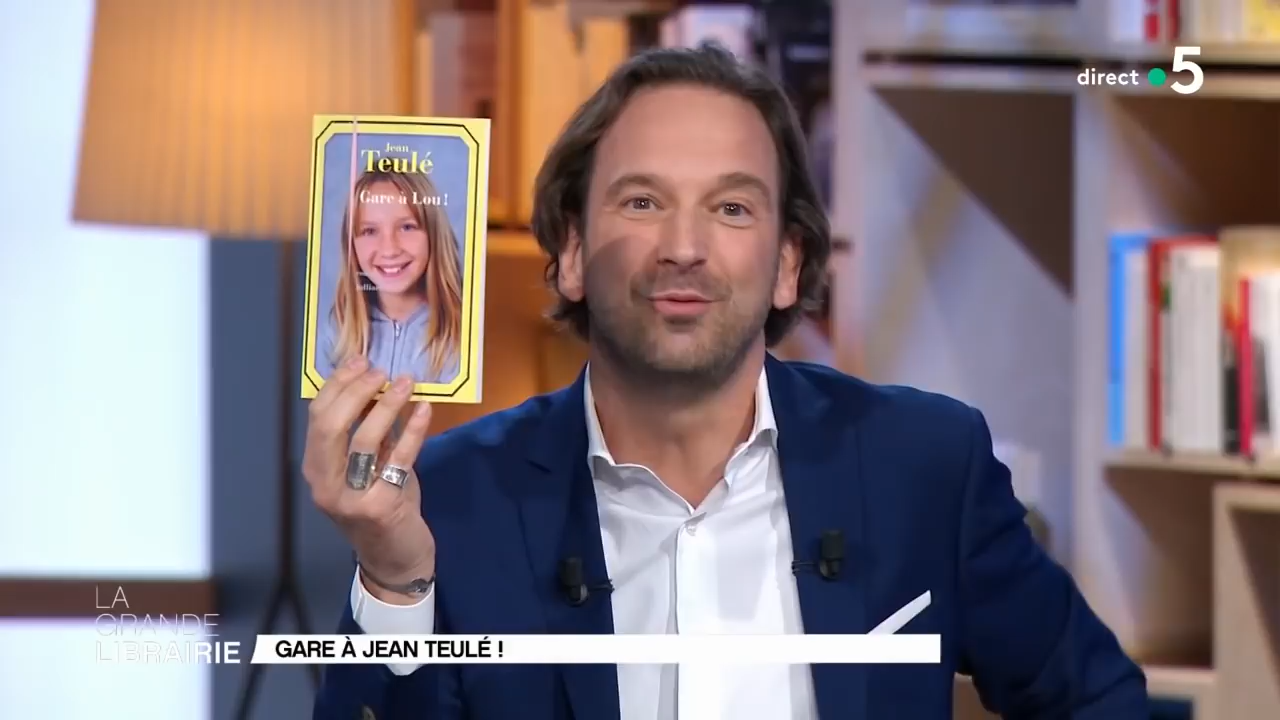 direct 5
Jean
Teulé
Gare à Lou!
LA
GRANDE
LIBRAIRIE
GARE À JEAN TEULÉ !